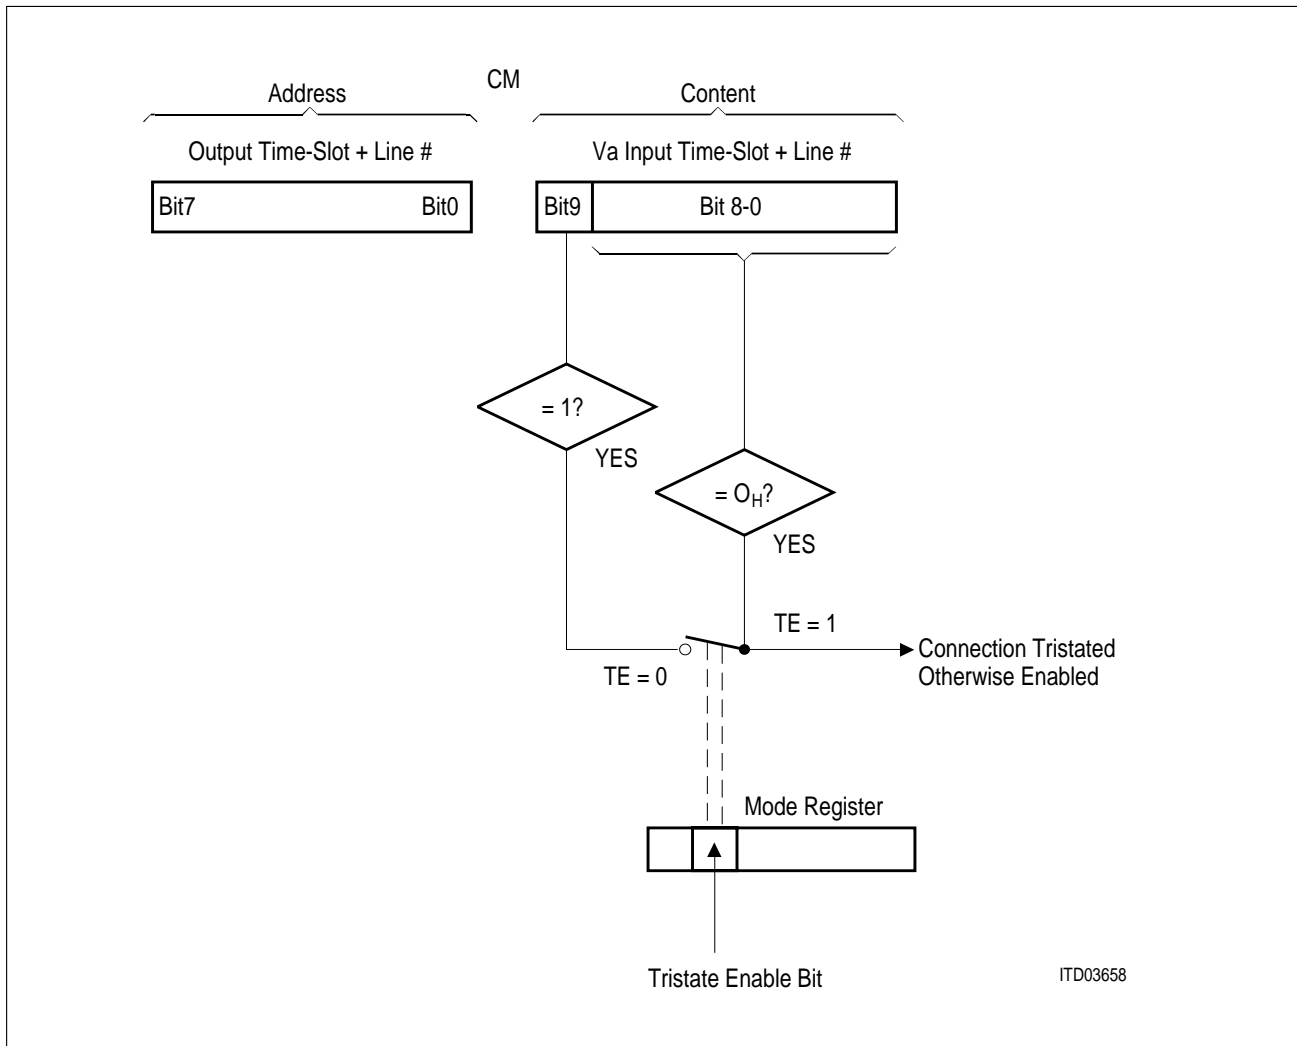 CM
Address
Content
Output Time-Slot + Line #
Va Input Time-Slot + Line #
Bit7
Bit0
Bit9
Bit 8-0
= 1?
YES
= OH?
YES
TE = 1
TE = 0
Connection Tristated
Otherwise Enabled
Mode Register
Tristate Enable Bit
ITD03658